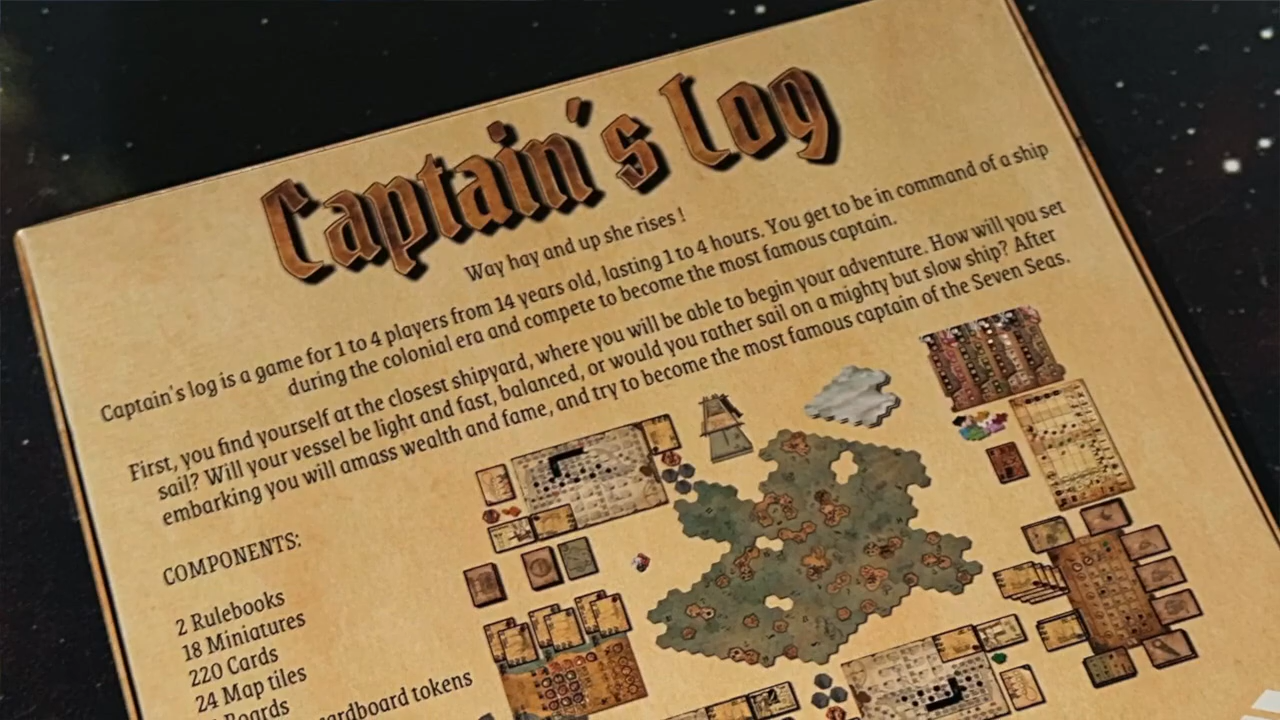 Captain's log
Way hay and up she rises !
Captain's log is a game for 1 to 4 players from 14 years old, lasting 1 to 4 hours. You get to be in command of a ship
during the colonial era and compete to become the most famous captain.
First, you find yourself at the closest shipyard, where you will be able to begin your adventure. How will you set
sail? Will your vessel be light and fast, balanced, or would you rather sail on a mighty but slow ship? After
embarking you will amass wealth and fame, and try to become the most famous captain of the Seven Seas.
COMPONENTS:
2 Rulebooks
18 Miniatures
220 Cards
24 Map tiles
Boards
cardboard tokens